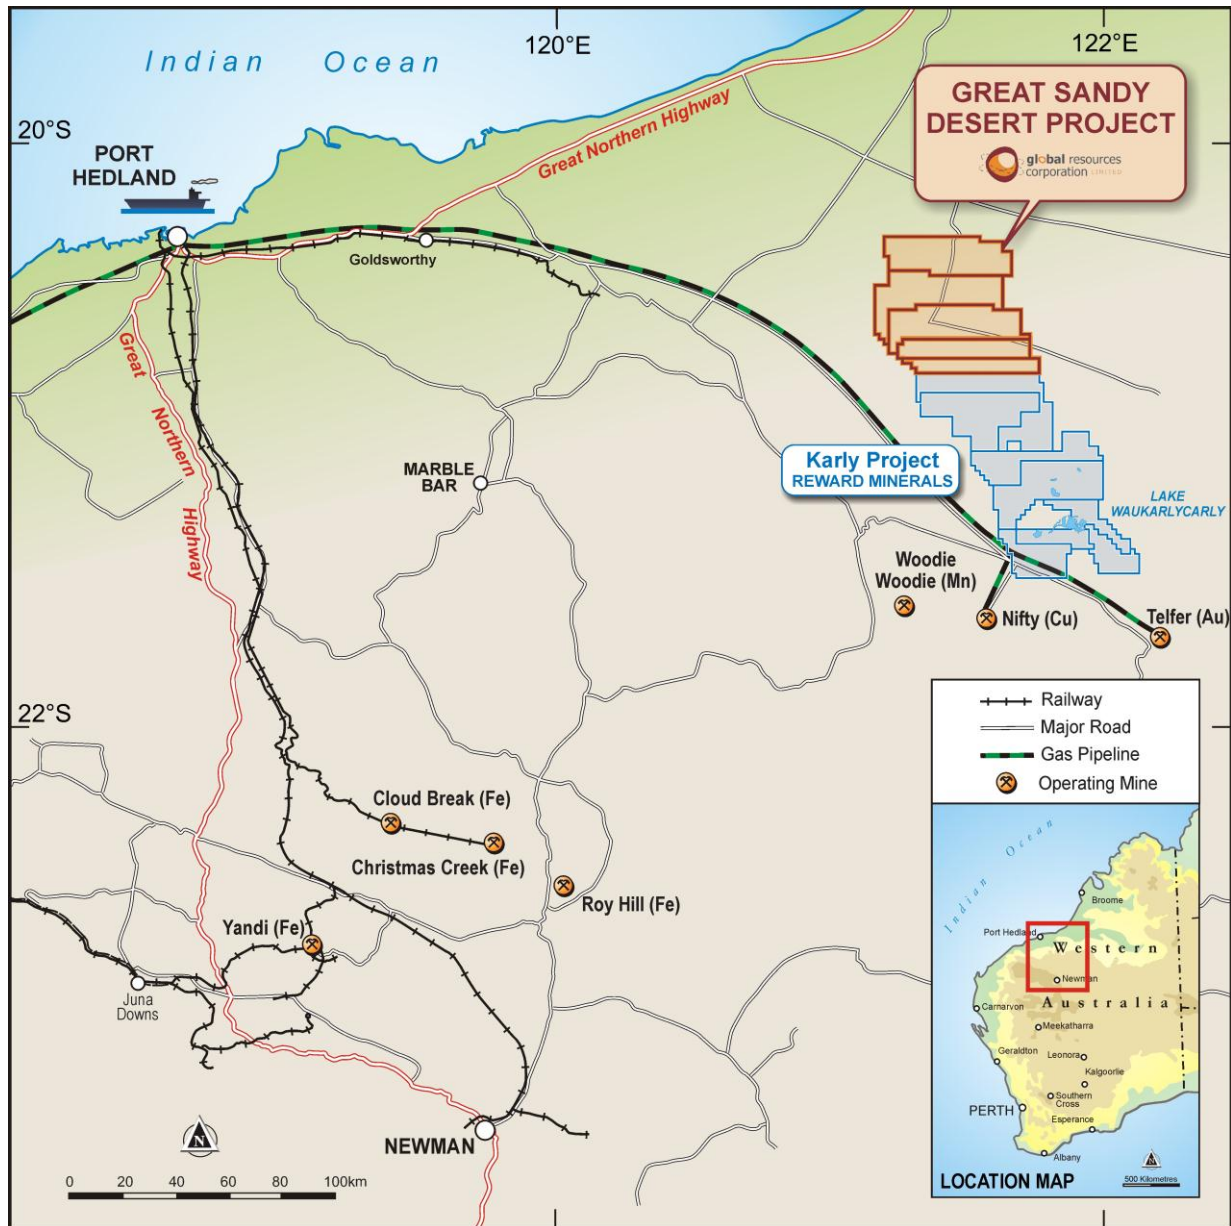 120°E
122°E
Indian Ocean
20°S
PORT
HEDLAND
GREAT SANDY
DESERT PROJECT
global resources
corporation LIMITED
Great Northern Highway
Goldsworthy
Great
Northern
Highway
MARBLE
BAR
Karly Project
REWARD MINERALS
LAKE
WAUKARLYCARLY
Woodie
Woodie (Mn)
Nifty (Cu)
Telfer (Au)
22°S
Cloud Break (Fe)
Christmas Creek (Fe)
Roy Hill (Fe)
Yandi (Fe)
Juna
Downs
NEWMAN
N
0 20 40 60 80 100km
Railway
Major Road
Gas Pipeline
Operating Mine
Indian Ocean
Broome
Port Hedland
Western
Newman
Australia
Carnarvon
Meekatharra
Geraldton
Leonora
Kalgoorlie
PERTH
Southern
Cross
Esperance
Albany
N
LOCATION MAP
500 Kilometres